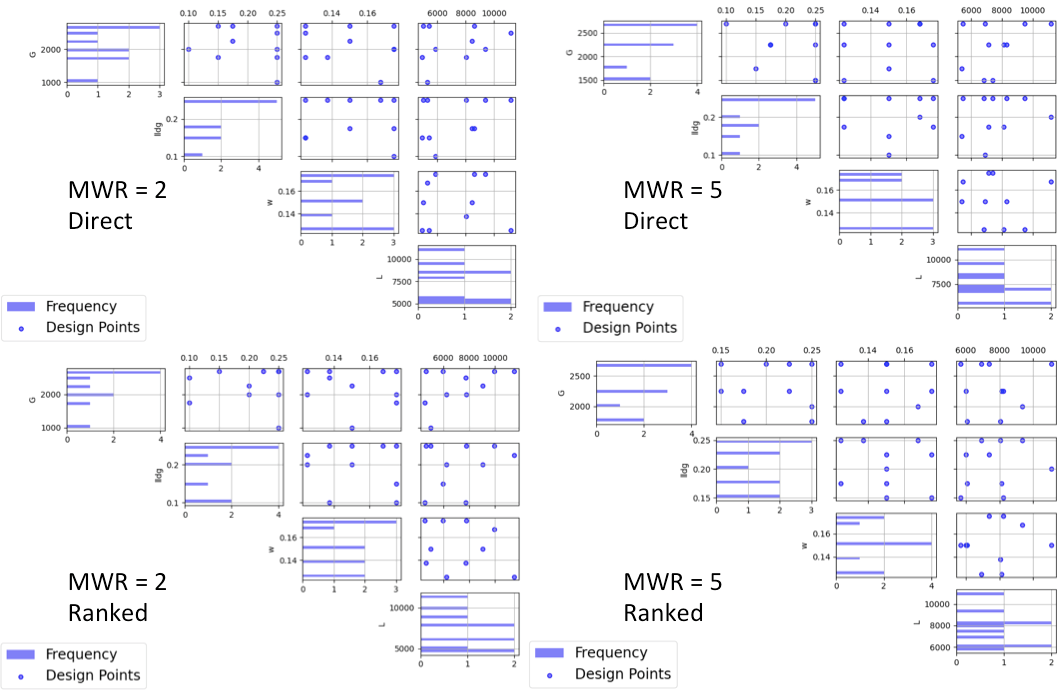 0.10 0.15 0.20 0.25 0.14 0.16 6000 8000 10000
G 2000 1000
0 1 2 3
lldg 0.2 0.1
0 2 4
w 0.16 0.14
0 1 2 3
L 10000 7500 5000
0 1 2
MWR = 2
Direct
Frequency
Design Points
0.10 0.15 0.20 0.25 0.14 0.16 6000 8000 10000
G 2500 2000 1500
0 2 4
lldg 0.2 0.1
0 2 4
w 0.16 0.14
0 1 2 3
L 10000 7500
0 1 2
MWR = 5
Direct
Frequency
Design Points
0.10 0.15 0.20 0.25 0.14 0.16 6000 8000 10000
G 2000 1000
0 2 4
lldg 0.2 0.1
0 2 4
w 0.16 0.14
0 1 2 3
L 10000 5000
0 1 2
MWR = 2
Ranked
Frequency
Design Points
0.15 0.20 0.25 0.14 0.16 6000 8000 10000
G 2500 2000
0 2 4
lldg 0.25 0.20 0.15
0 1 2 3
w 0.16 0.14
0 2 4
L 10000 8000 6000
0 1 2
MWR = 5
Ranked
Frequency
Design Points